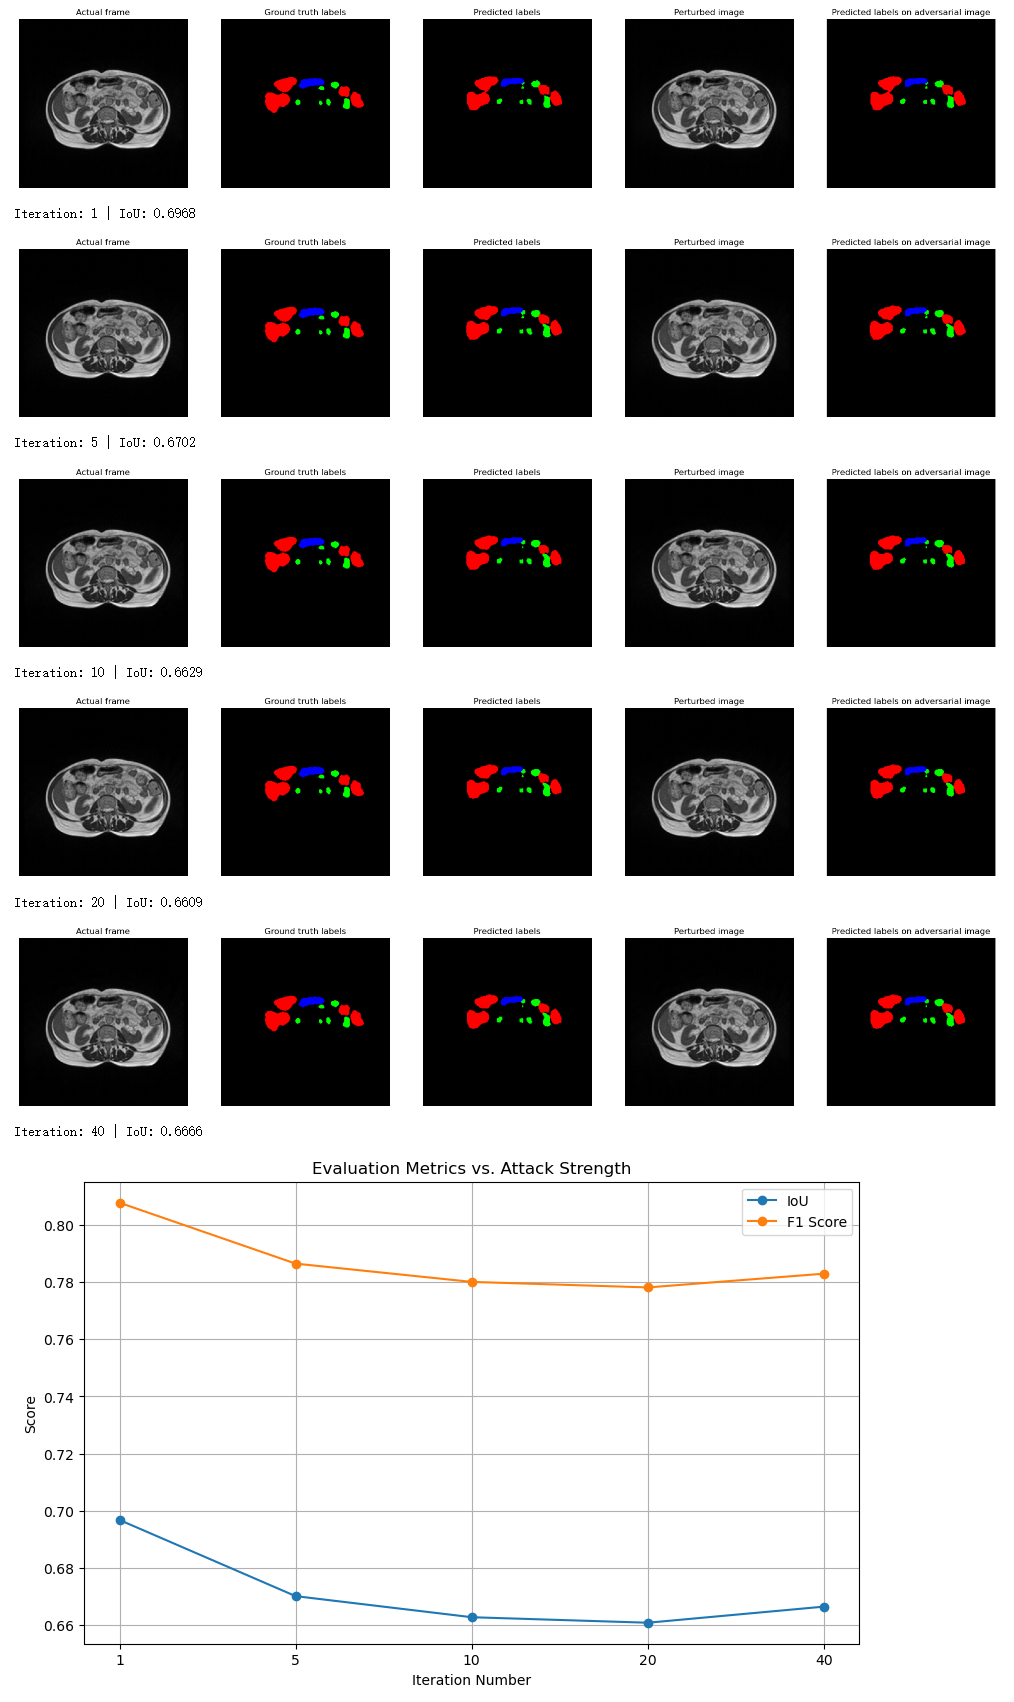 Actual frame Ground truth labels Predicted labels Perturbed image Predicted labels on adversarial image
Iteration: 1 | IoU: 0.6968
Actual frame Ground truth labels Predicted labels Perturbed image Predicted labels on adversarial image
Iteration: 5 | IoU: 0.6702
Actual frame Ground truth labels Predicted labels Perturbed image Predicted labels on adversarial image
Iteration: 10 | IoU: 0.6629
Actual frame Ground truth labels Predicted labels Perturbed image Predicted labels on adversarial image
Iteration: 20 | IoU: 0.6609
Actual frame Ground truth labels Predicted labels Perturbed image Predicted labels on adversarial image
Iteration: 40 | IoU: 0.6666
Evaluation Metrics vs. Attack Strength
IoU
F1 Score
0.80
0.78
0.76
0.74
0.72
0.70
0.68
0.66
Score
1 5 10 20 40
Iteration Number